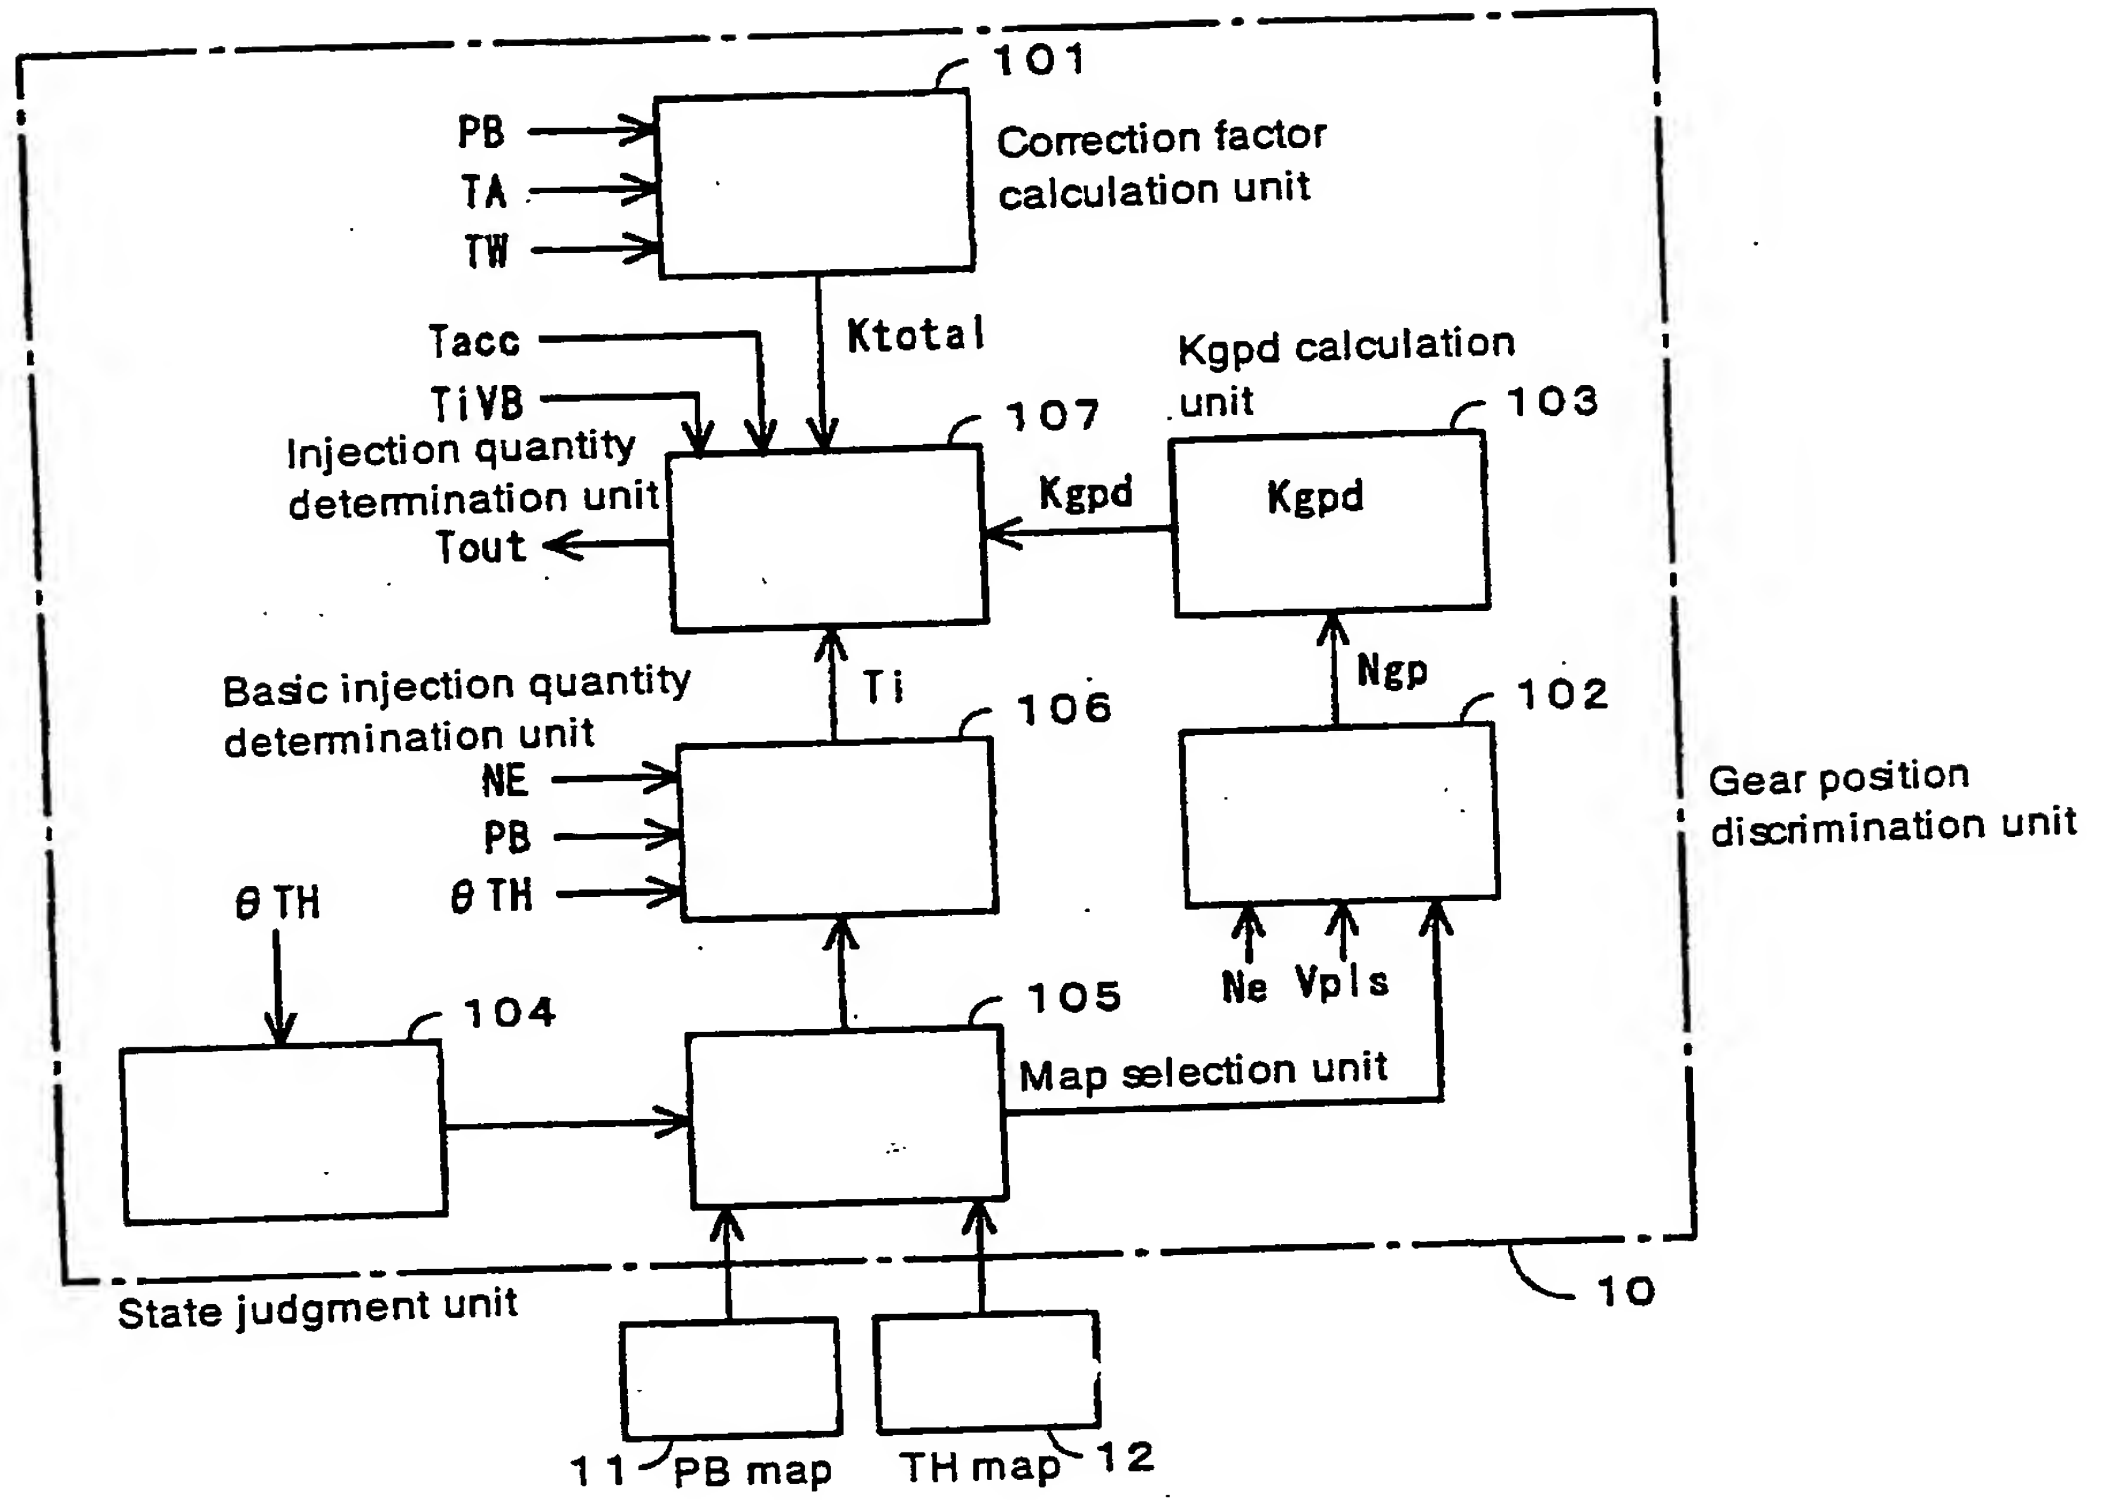 101
PB
Correction factor
calculation unit
TA
TW
Ktotal
Tacc
TiVB
Kgpd calculation
unit
103
107
Injection quantity
determination unit
Kgpd
Kgpd
Tout
Ngp
102
Ti
106
Basic injection quantity
determination unit
NE
PB
θTH
Gear position
discrimination unit
θTH
Ne Vpls
104
105
Map selection unit
State judgment unit
10
11
PB map
TH map
12